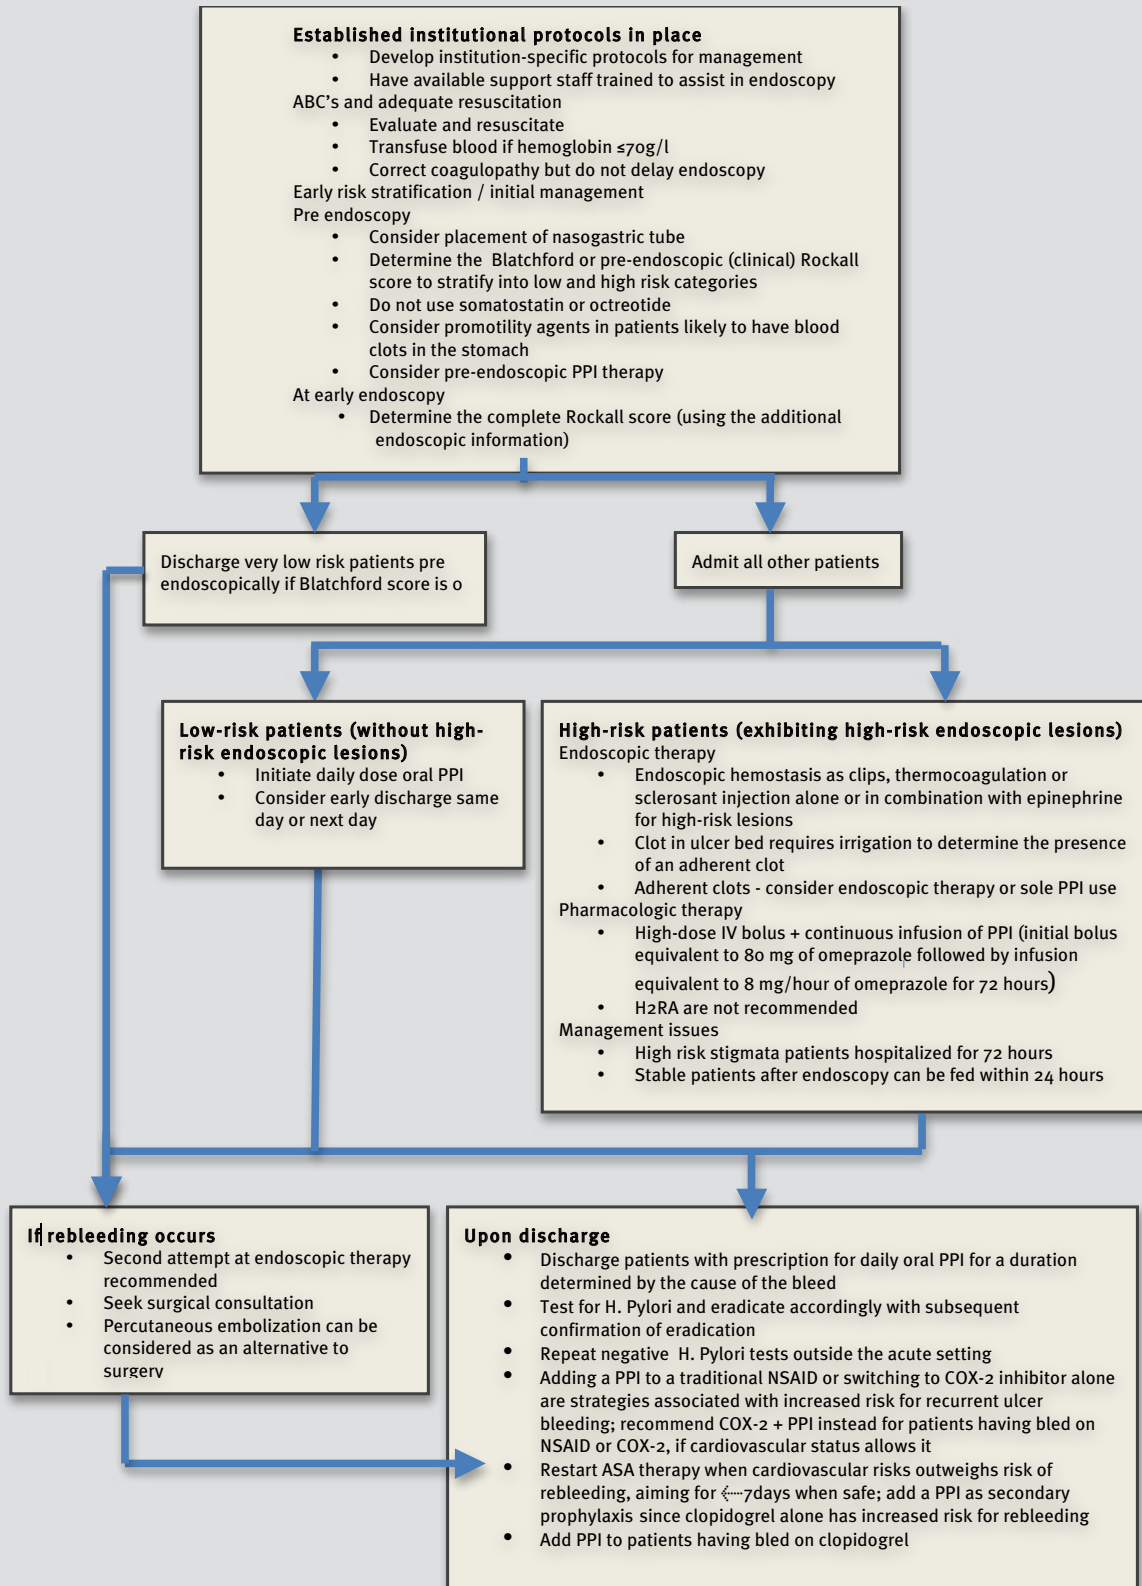 Established institutional protocols in place
• Develop institution-specific protocols for management
• Have available support staff trained to assist in endoscopy
ABC's and adequate resuscitation
• Evaluate and resuscitate
• Transfuse blood if hemoglobin ≤70g/l
• Correct coagulopathy but do not delay endoscopy
Early risk stratification / initial management
Pre endoscopy
• Consider placement of nasogastric tube
• Determine the Blatchford or pre-endoscopic (clinical) Rockall
score to stratify into low and high risk categories
• Do not use somatostatin or octreotide
• Consider promotility agents in patients likely to have blood
clots in the stomach
• Consider pre-endoscopic PPI therapy
At early endoscopy
• Determine the complete Rockall score (using the additional
endoscopic information)
Discharge very low risk patients pre
endoscopically if Blatchford score is 0
Admit all other patients
Low-risk patients (without high-
risk endoscopic lesions)
• Initiate daily dose oral PPI
• Consider early discharge same
day or next day
High-risk patients (exhibiting high-risk endoscopic lesions)
Endoscopic therapy
• Endoscopic hemostasis as clips, thermocoagulation or
sclerosant injection alone or in combination with epinephrine
for high-risk lesions
• Clot in ulcer bed requires irrigation to determine the presence
of an adherent clot
• Adherent clots - consider endoscopic therapy or sole PPI use
Pharmacologic therapy
• High-dose IV bolus + continuous infusion of PPI (initial bolus
equivalent to 80 mg of omeprazole followed by infusion
equivalent to 8 mg/hour of omeprazole for 72 hours)
• H2RA are not recommended
Management issues
• High risk stigmata patients hospitalized for 72 hours
• Stable patients after endoscopy can be fed within 24 hours
If rebleeding occurs
• Second attempt at endoscopic therapy
recommended
• Seek surgical consultation
• Percutaneous embolization can be
considered as an alternative to
surgery
Upon discharge
• Discharge patients with prescription for daily oral PPI for a duration
determined by the cause of the bleed
• Test for H. Pylori and eradicate accordingly with subsequent
confirmation of eradication
• Repeat negative H. Pylori tests outside the acute setting
• Adding a PPI to a traditional NSAID or switching to COX-2 inhibitor alone
are strategies associated with increased risk for recurrent ulcer
bleeding; recommend COX-2 + PPI instead for patients having bled on
NSAID or COX-2, if cardiovascular status allows it
• Restart ASA therapy when cardiovascular risks outweighs risk of
rebleeding, aiming for <----7days when safe; add a PPI as secondary
prophylaxis since clopidogrel alone has increased risk for rebleeding
• Add PPI to patients having bled on clopidogrel